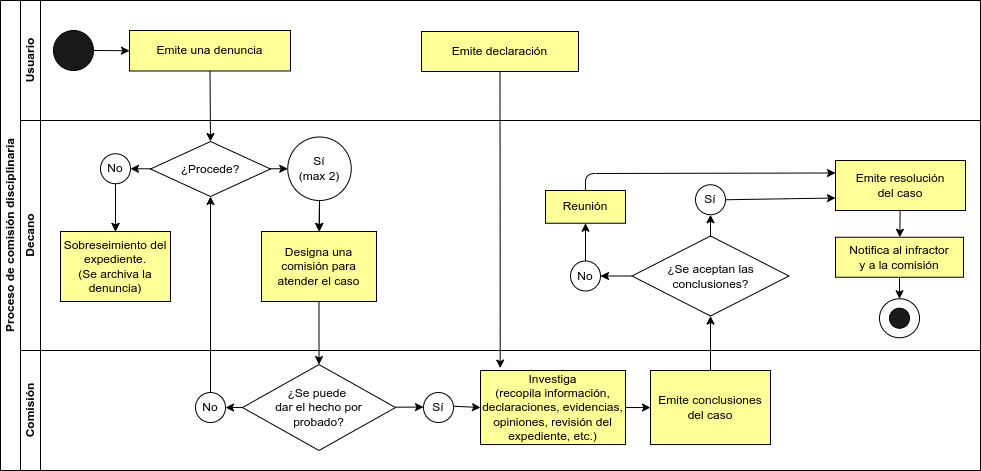 Proceso de comisión disciplinaria
Usuario
Emite una denuncia
Emite declaración
Decano
No
¿Procede?
Sí
(max 2)
Sobreseimiento del
expediente.
(Se archiva la
denuncia)
Designa una
comisión para
atender el caso
Reunión
Sí
Emite resolución
del caso
No
¿Se aceptan las
conclusiones?
Notifica al infractor
y a la comisión
Comisión
No
¿Se puede
dar el hecho por
probado?
Sí
Investiga
(recopila información,
declaraciones, evidencias,
opiniones, revisión del
expediente, etc.)
Emite conclusiones
del caso